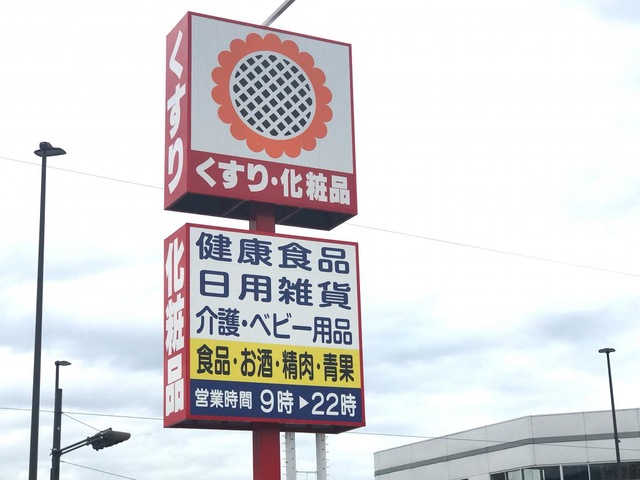 くすり
くすり・化粧品
化粧品
健康食品
日用雑貨
介護・ベビー用品
食品・お酒・精肉・青果
営業時間 9時▶22時